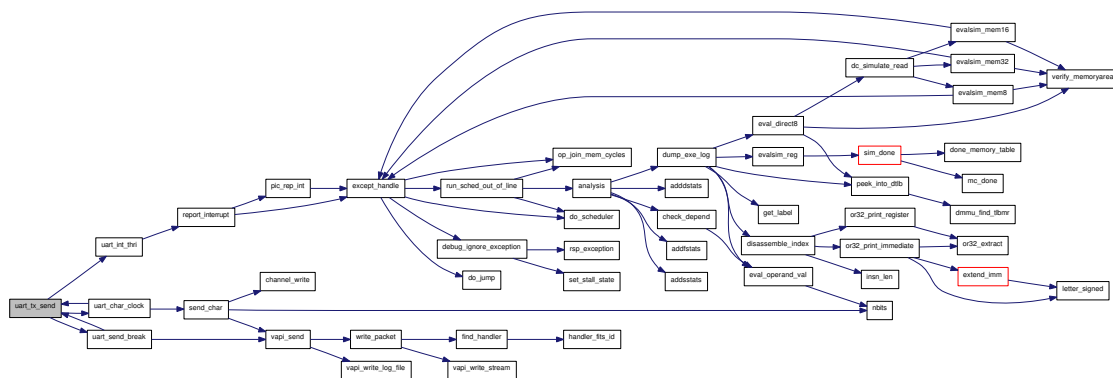 evalsim_mem16
evalsim_mem32
dc_simulate_read
verify_memoryarea
evalsim_mem8
eval_direct8
op_join_mem_cycles
dump_exe_log
evalsim_reg
sim_done
done_memory_table
pic_rep_int
except_handle
run_sched_out_of_line
analysis
adddstats
peek_into_dtlb
mc_done
report_interrupt
do_scheduler
check_depend
get_label
or32_print_register
dmmu_find_tlbmr
uart_int_thri
debug_ignore_exception
rsp_exception
addfstats
disassemble_index
or32_print_immediate
or32_extract
do_jump
set_stall_state
addsstats
eval_operand_val
insn_len
extend_imm
letter_signed
channel_write
uart_tx_send
uart_char_clock
send_char
nbits
uart_send_break
vapi_send
write_packet
find_handler
handler_fits_id
vapi_write_log_file
vapi_write_stream